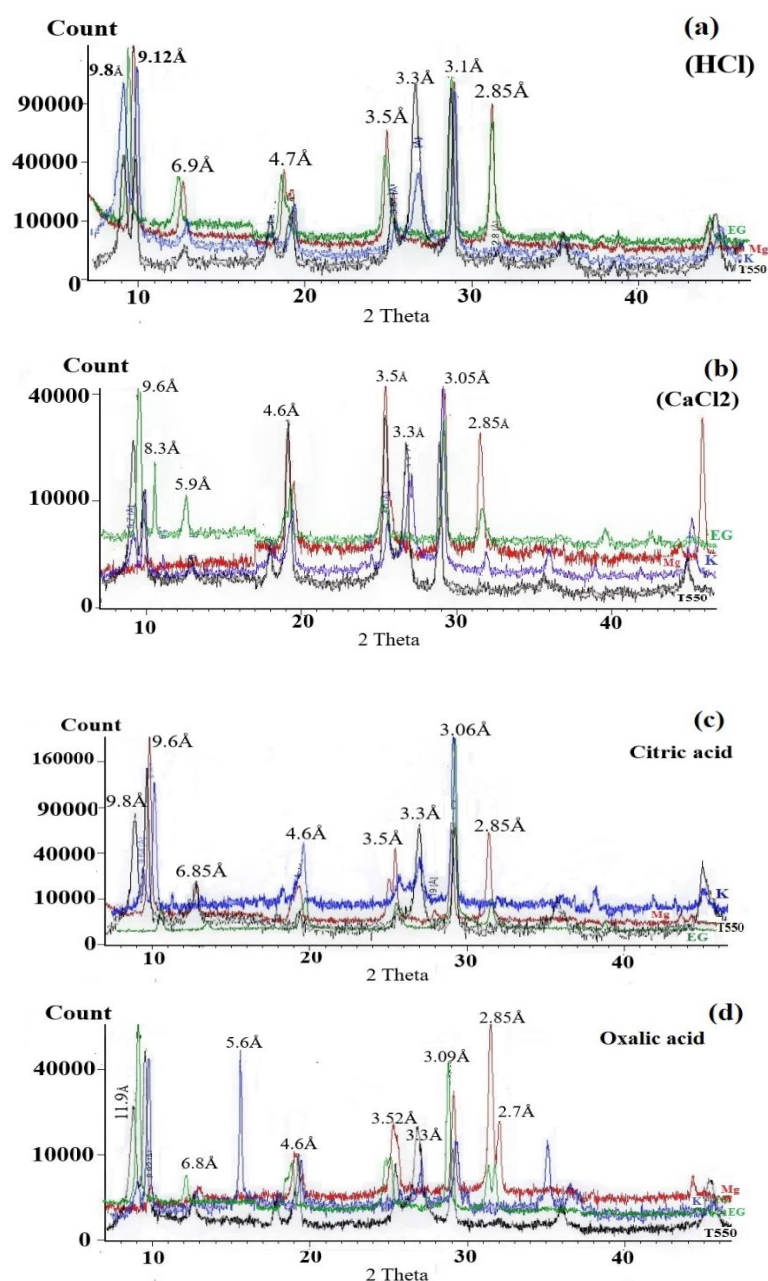 Count
(a)
(HCl)
9.8Å
9.12Å
6.9Å
4.7Å
3.5Å
3.3Å
3.1Å
2.85Å
90000
40000
10000
0
EG
Mg
K
T550
10
20
30
40
2 Theta
Count
(b)
(CaCl2)
9.6Å
8.3Å
5.9Å
4.6Å
3.5Å
3.3Å
3.05Å
2.85Å
40000
10000
0
EG
Mg
K
T550
10
20
30
40
2 Theta
Count
(c)
Citric acid
9.8Å
9.6Å
6.85Å
4.6Å
3.5Å
3.3Å
3.06Å
2.85Å
160000
90000
40000
10000
0
K
Mg
T550
EG
10
20
30
40
2 Theta
Count
(d)
Oxalic acid
11.9Å
6.8Å
5.6Å
4.6Å
3.52Å
3.3Å
3.09Å
2.85Å
2.7Å
40000
10000
0
Mg
K
EG
T550
10
20
30
40
2 Theta